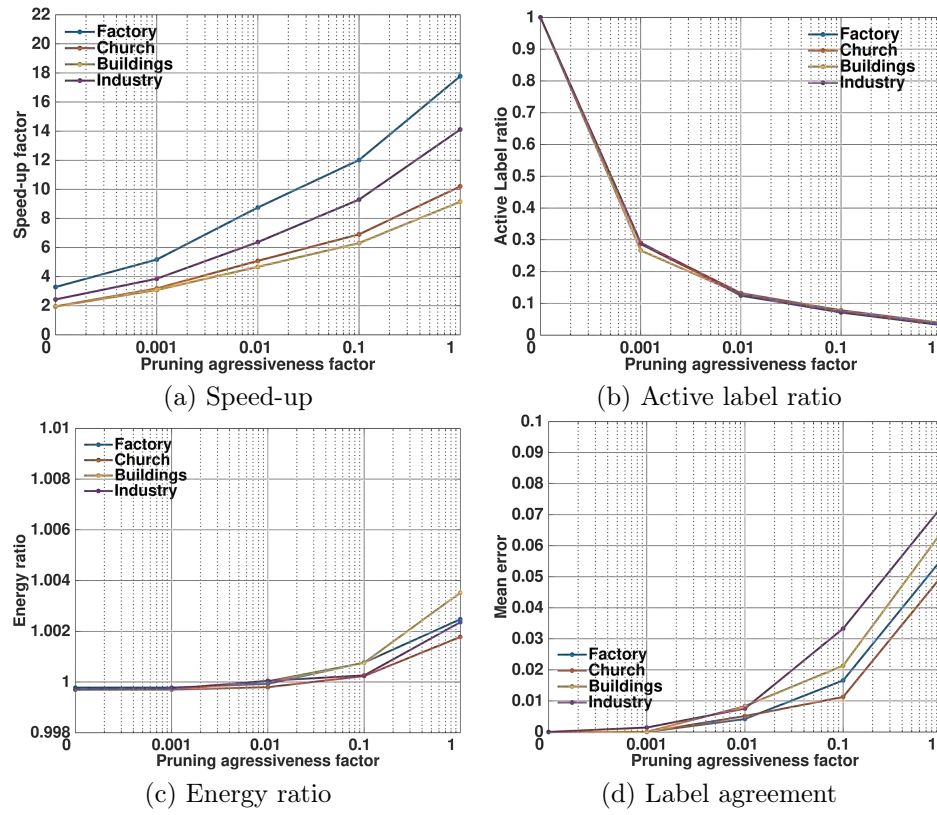 22
20
18
16
14
12
10
8
6
4
2
0
Speed-up factor
Factory
Church
Buildings
Industry
0 0.001 0.01 0.1 1
Pruning agressiveness factor
(a) Speed-up
1
0.9
0.8
0.7
0.6
0.5
0.4
0.3
0.2
0.1
0
Active Label ratio
Factory
Church
Buildings
Industry
0 0.001 0.01 0.1 1
Pruning agressiveness factor
(b) Active label ratio
1.01
1.008
1.006
1.004
1.002
1
0.998
Energy ratio
Factory
Church
Buildings
Industry
0 0.001 0.01 0.1 1
Pruning agressiveness factor
(c) Energy ratio
0.1
0.09
0.08
0.07
0.06
0.05
0.04
0.03
0.02
0.01
0
Mean error
Factory
Church
Buildings
Industry
0 0.001 0.01 0.1 1
Pruning agressiveness factor
(d) Label agreement